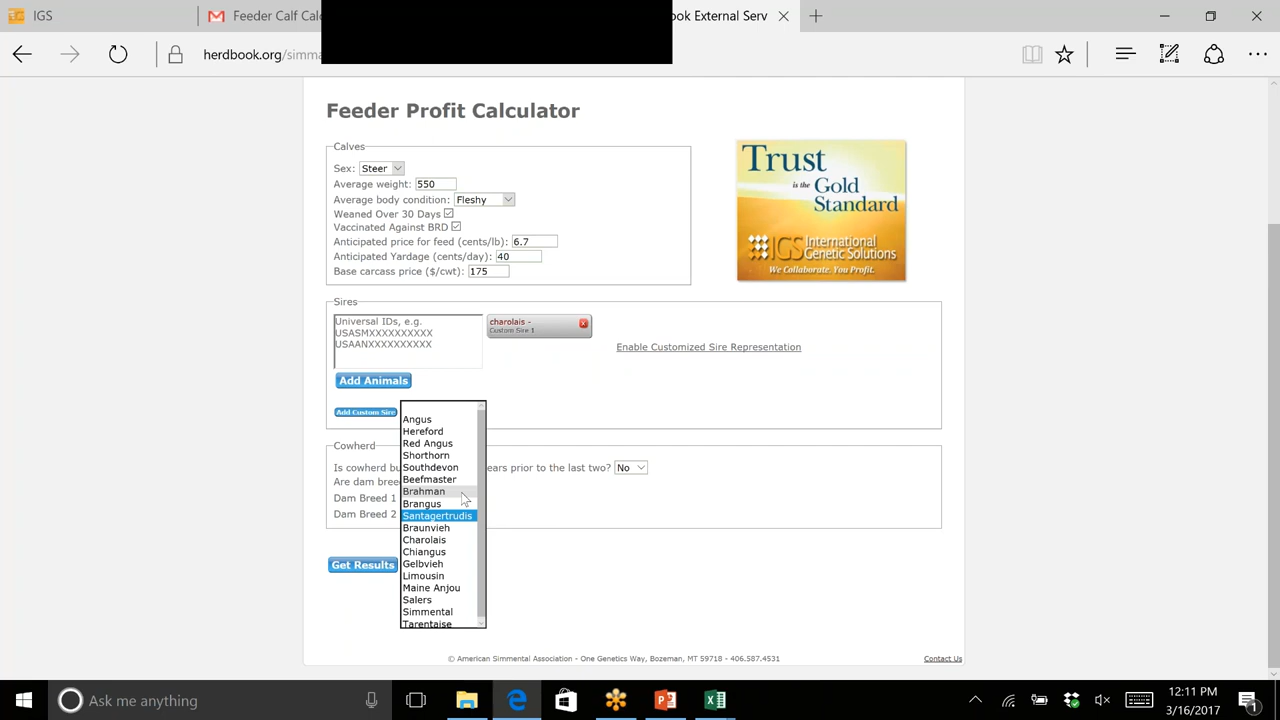 IGS
Feeder Calf Calc
ok External Serv
herdbook.org/simma
Feeder Profit Calculator
Calves
Sex: Steer
Average weight: 550
Average body condition: Fleshy
Weaned Over 30 Days
Vaccinated Against BRD
Anticipated price for feed (cents/lb): 6.7
Anticipated Yardage (cents/day): 40
Base carcass price ($/cwt): 175
Trust
is the Gold
Standard
IGS International
Genetic Solutions
We Collaborate. You Profit.
Sires
Universal IDs, e.g.
USASMXXXXXXXXXX
USAANXXXXXXXXXX
charolais -
Custom Sire 1
x
Enable Customized Sire Representation
Add Animals
Add Custom Sire
Angus
Hereford
Red Angus
Shorthorn
Southdevon
Beefmaster
Brahman
Brangus
Santagertrudis
Braunvieh
Charolais
Chiangus
Gelbvieh
Limousin
Maine Anjou
Salers
Simmental
Tarentaise
Cowherd
Is cowherd bu ears prior to the last two? No
Are dam bree
Dam Breed 1
Dam Breed 2
Get Results
© American Simmental Association - One Genetics Way, Bozeman, MT 59718 - 406.587.4531
Contact Us
Ask me anything
12:11 PM
3/16/2017
1